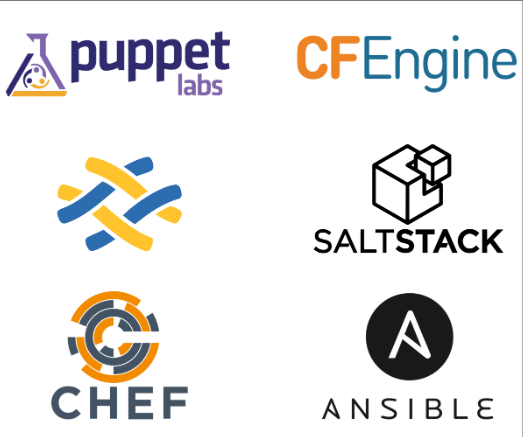 puppet
labs
CFEngine
SALTSTACK
CHEF
ANSIBLE